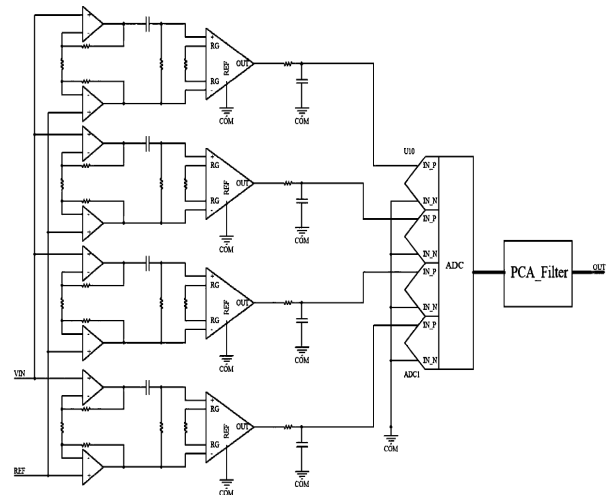 +
-
-
+
+
RG
RG
-
REF
OUT
COM
COM
+
-
-
+
+
RG
RG
-
REF
OUT
COM
COM
+
-
-
+
+
RG
RG
-
REF
OUT
COM
COM
+
-
-
+
+
RG
RG
-
REF
OUT
COM
COM
VIN
REF
U10
IN_P
IN_N
IN_P
IN_N
IN_P
IN_N
IN_P
IN_N
ADC
ADC1
COM
PCA_Filter
OUT